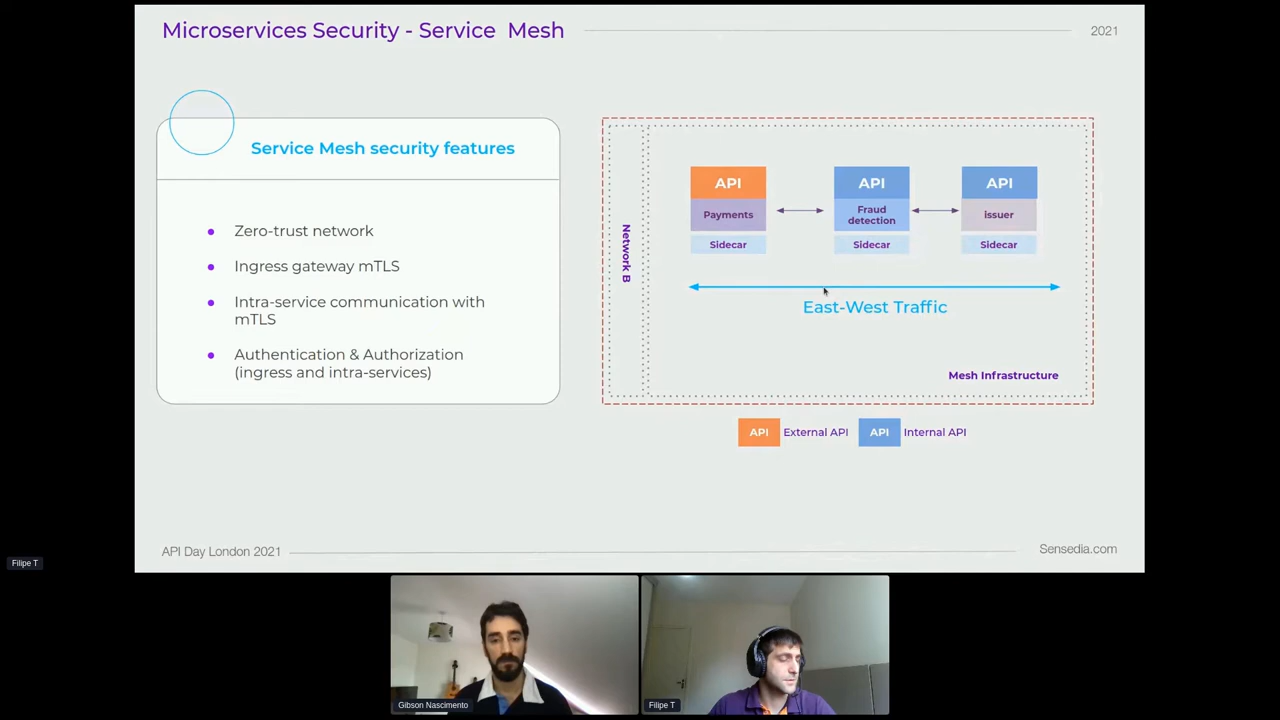 Microservices Security - Service Mesh
2021
Service Mesh security features
Zero-trust network
Ingress gateway mTLS
Intra-service communication with
mTLS
Authentication & Authorization
(ingress and intra-services)
Network B
API
Payments
Sidecar
API
Fraud
detection
Sidecar
API
issuer
Sidecar
East-West Traffic
Mesh Infrastructure
API
External API
API
Internal API
API Day London 2021
Sensedia.com
Filipe T
Gibson Nascimento
Filipe T